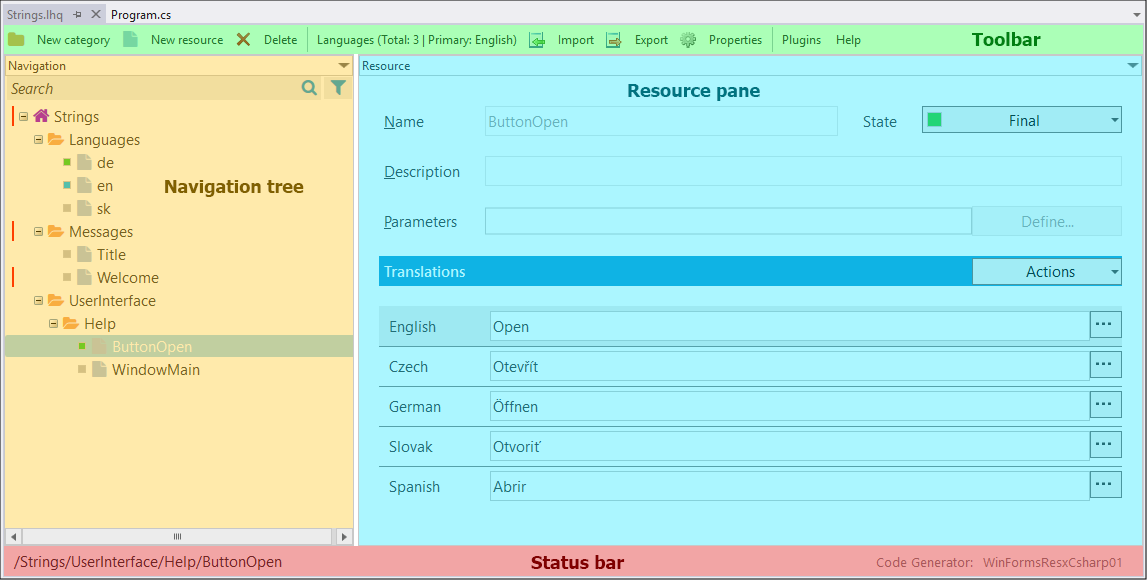 Strings.lhq Program.cs
New category New resource Delete Languages (Total: 3 | Primary: English) Import Export Properties Plugins Help Toolbar
Navigation
Search
Strings
Languages
de
en
sk
Navigation tree
Messages
Title
Welcome
UserInterface
Help
ButtonOpen
WindowMain
Resource
Resource pane
Name ButtonOpen State Final
Description
Parameters Define...
Translations Actions
English Open ...
Czech Otevřít ...
German Öffnen ...
Slovak Otvoriť ...
Spanish Abrir ...
/Strings/UserInterface/Help/ButtonOpen Status bar Code Generator: WinFormsResxCsharp01